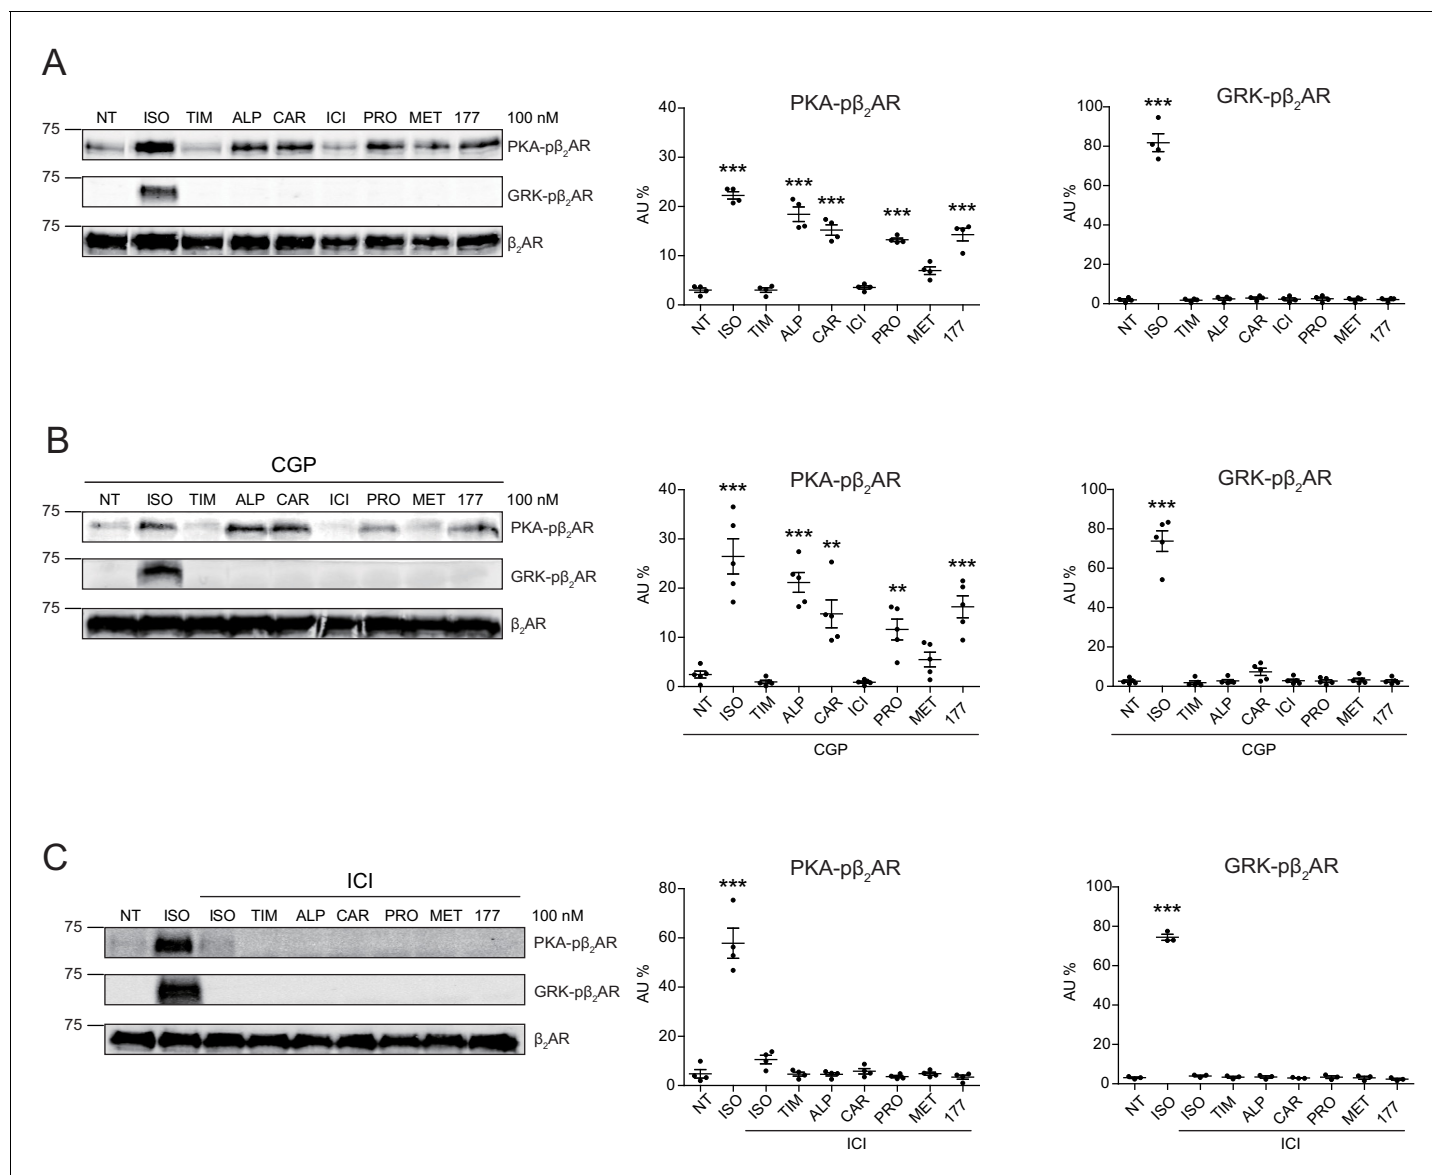 A
NT ISO TIM ALP CAR ICI PRO MET 177 100 nM
75
PKA-pβ₂AR
75
GRK-pβ₂AR
75
β₂AR
PKA-pβ₂AR
AU %
40
30
20
10
0
*** *** *** *** ***
NT ISO TIM ALP CAR ICI PRO MET 177
GRK-pβ₂AR
AU %
100
80
60
40
20
0
***
NT ISO TIM ALP CAR ICI PRO MET 177
B
CGP
NT ISO TIM ALP CAR ICI PRO MET 177 100 nM
75
PKA-pβ₂AR
75
GRK-pβ₂AR
75
β₂AR
PKA-pβ₂AR
AU %
40
30
20
10
0
*** *** ** ** ***
NT ISO TIM ALP CAR ICI PRO MET 177
CGP
GRK-pβ₂AR
AU %
100
80
60
40
20
0
***
NT ISO TIM ALP CAR ICI PRO MET 177
CGP
C
ICI
NT ISO ISO TIM ALP CAR PRO MET 177 100 nM
75
PKA-pβ₂AR
75
GRK-pβ₂AR
75
β₂AR
PKA-pβ₂AR
AU %
80
60
40
20
0
***
NT ISO ISO TIM ALP CAR PRO MET 177
ICI
GRK-pβ₂AR
AU %
100
80
60
40
20
0
***
NT ISO ISO TIM ALP CAR PRO MET 177
ICI